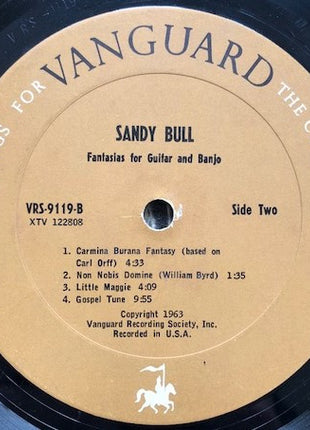 GS FOR VANGUARD THE C
SANDY BULL
Fantasias for Guitar and Banjo
VRS-9119-B
XTV 122808
Side Two
1. Carmina Burana Fantasy (based on
Carl Orff) 4:33
2. Non Nobis Domine (William Byrd) 1:35
3. Little Maggie 4:09
4. Gospel Tune 9:55
Copyright 1963
Vanguard Recording Society, Inc.
Recorded in U.S.A.